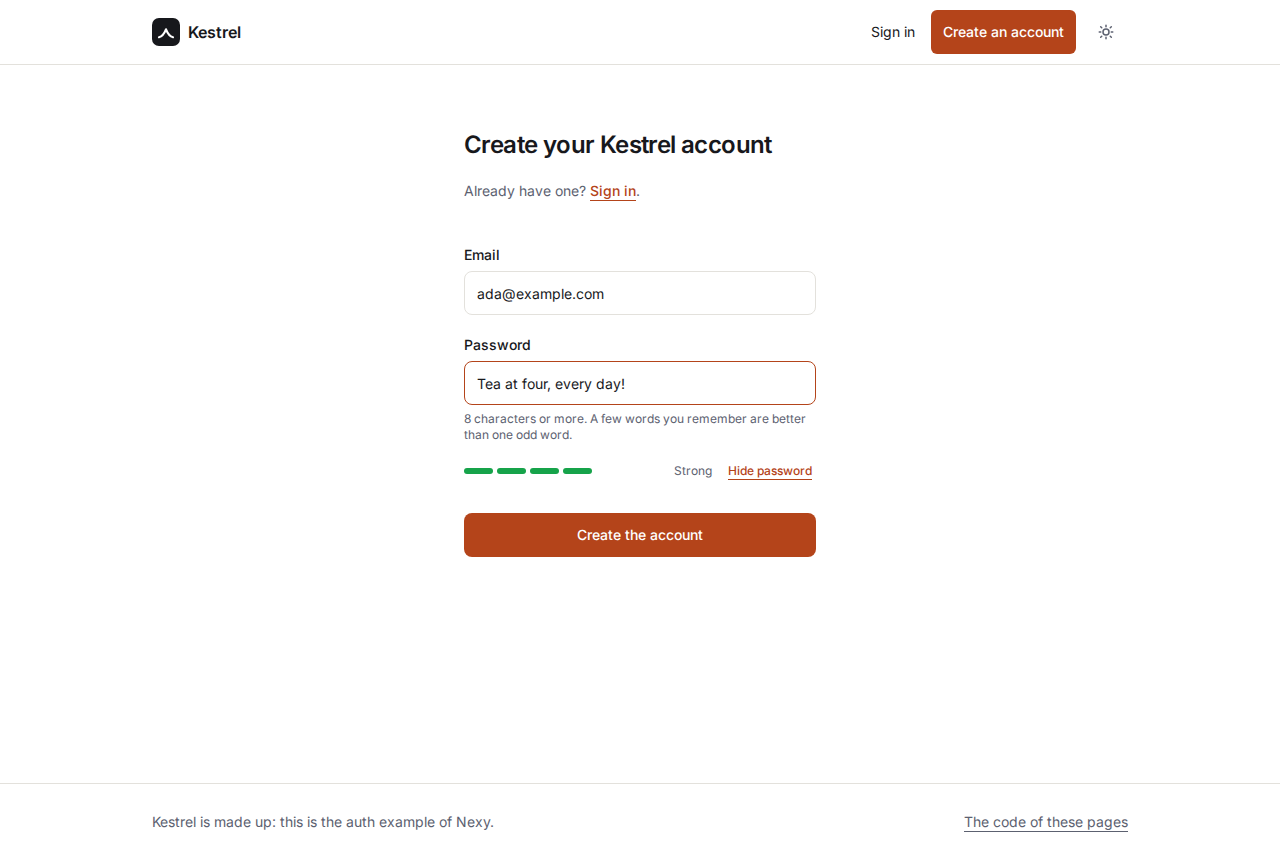 Kestrel
Sign in
Create an account
Create your Kestrel account
Already have one? Sign in.
Email
ada@example.com
Password
Tea at four, every day!
8 characters or more. A few words you remember are better
than one odd word.
Strong
Hide password
Create the account
Kestrel is made up: this is the auth example of Nexy.
The code of these pages